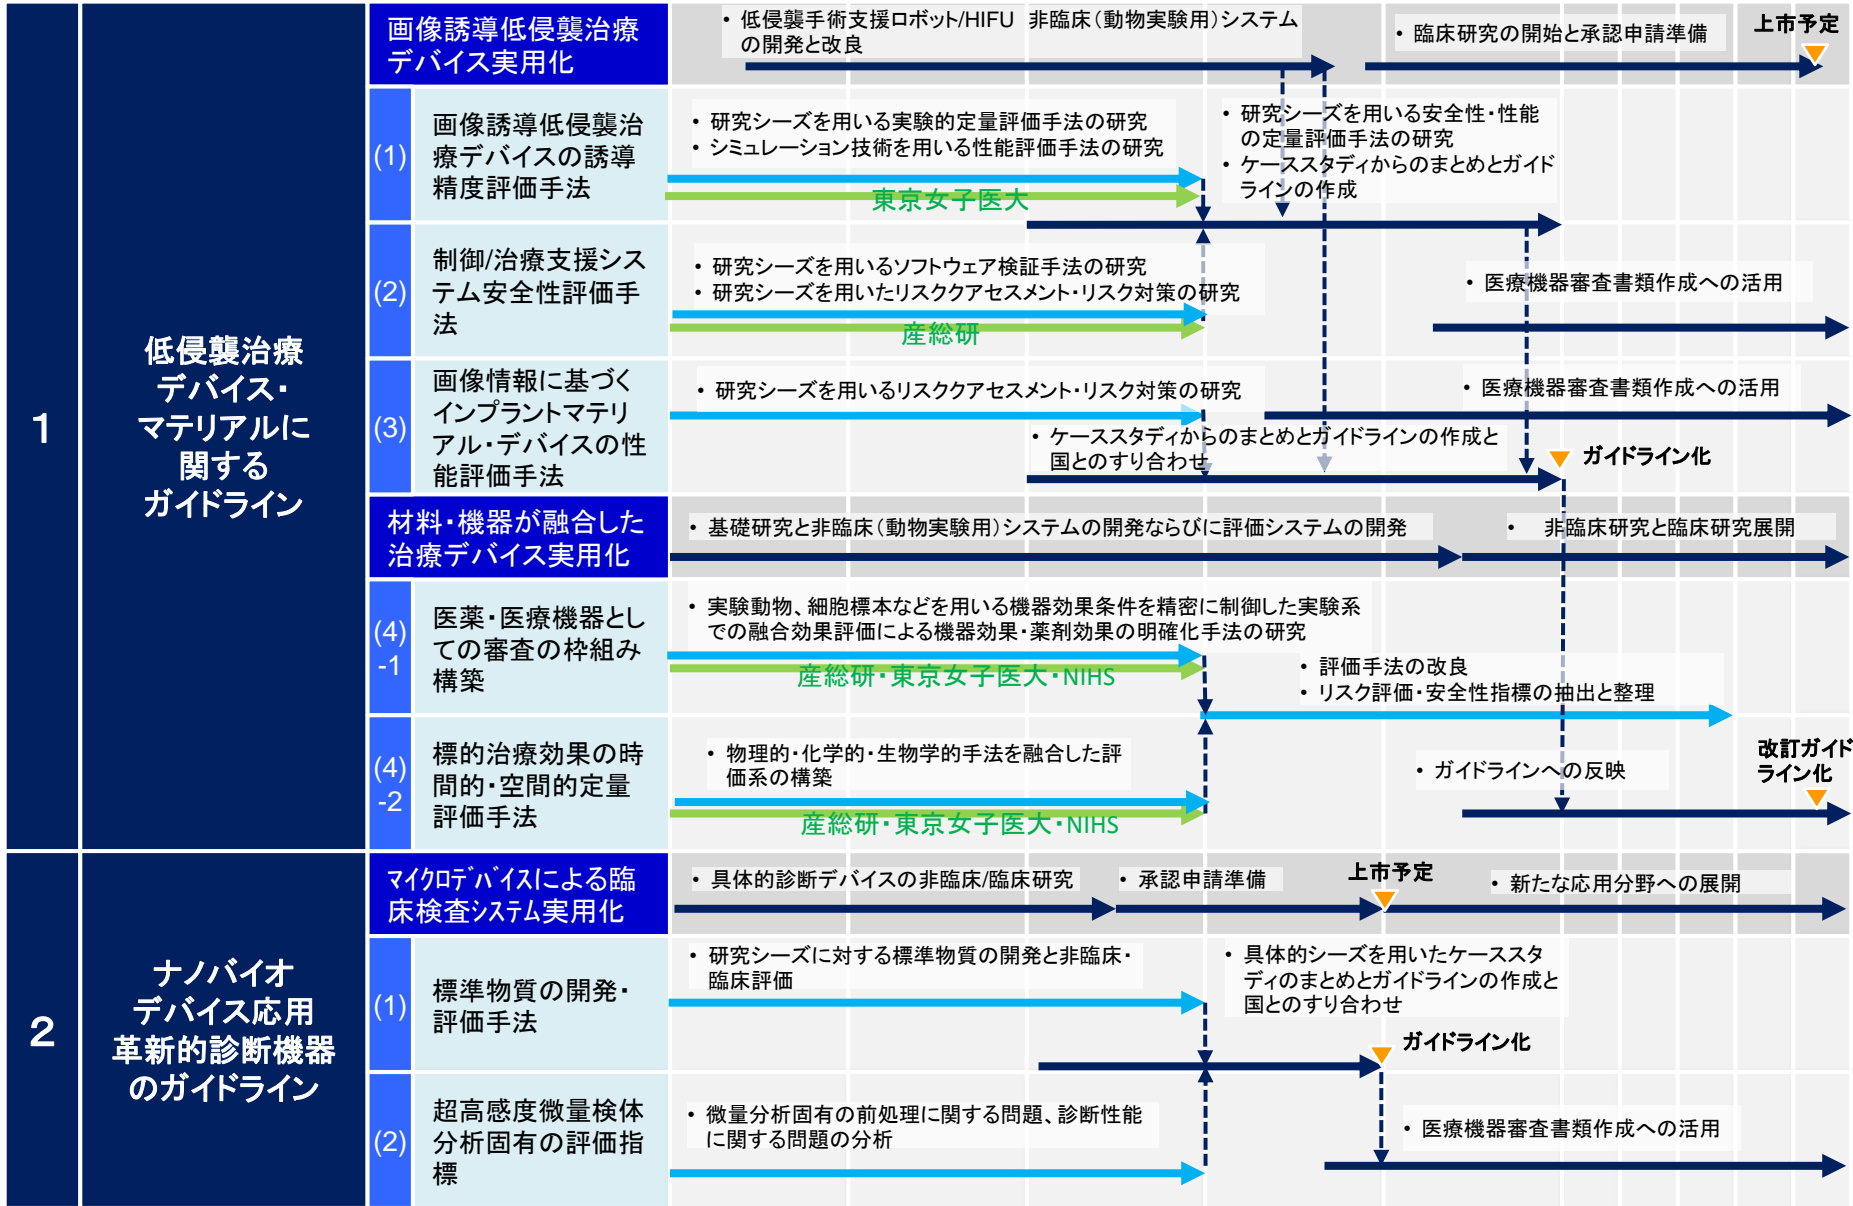 1
低侵襲治療
デバイス・
マテリアルに
関する
ガイドライン
画像誘導低侵襲治療
デバイス実用化
• 低侵襲手術支援ロボット/HIFU 非臨床（動物実験用）システム
の開発と改良
• 臨床研究の開始と承認申請準備
上市予定
(1)
画像誘導低侵襲治
療デバイスの誘導
精度評価手法
• 研究シーズを用いる実験的定量評価手法の研究
• シミュレーション技術を用いる性能評価手法の研究
東京女子医大
• 研究シーズを用いる安全性・性能
の定量評価手法の研究
• ケーススタディからのまとめとガイド
ラインの作成
(2)
制御/治療支援シス
テム安全性評価手
法
• 研究シーズを用いるソフトウェア検証手法の研究
• 研究シーズを用いたリスククアセスメント・リスク対策の研究
産総研
• 医療機器審査書類作成への活用
(3)
画像情報に基づく
インプラントマテリ
アル・デバイスの性
能評価手法
• 研究シーズを用いるリスククアセスメント・リスク対策の研究
• 医療機器審査書類作成への活用
• ケーススタディからのまとめとガイドラインの作成と
国とのすり合わせ
ガイドライン化
材料・機器が融合した
治療デバイス実用化
• 基礎研究と非臨床（動物実験用）システムの開発ならびに評価システムの開発
• 非臨床研究と臨床研究展開
(4)
-1
医薬・医療機器とし
ての審査の枠組み
構築
• 実験動物、細胞標本などを用いる機器効果条件を精密に制御した実験系
での融合効果評価による機器効果・薬剤効果の明確化手法の研究
産総研・東京女子医大・NIHS
• 評価手法の改良
• リスク評価・安全性指標の抽出と整理
(4)
-2
標的治療効果の時
間的・空間的定量
評価手法
• 物理的・化学的・生物学的手法を融合した評
価系の構築
産総研・東京女子医大・NIHS
• ガイドラインへの反映
改訂ガイド
ライン化
2
ナノバイオ
デバイス応用
革新的診断機器
のガイドライン
マイクロデバイスによる臨
床検査システム実用化
• 具体的診断デバイスの非臨床/臨床研究
• 承認申請準備
上市予定
• 新たな応用分野への展開
(1)
標準物質の開発・
評価手法
• 研究シーズに対する標準物質の開発と非臨床・
臨床評価
• 具体的シーズを用いたケーススタ
ディのまとめとガイドラインの作成と
国とのすり合わせ
ガイドライン化
(2)
超高感度微量検体
分析固有の評価指
標
• 微量分析固有の前処理に関する問題、診断性能
に関する問題の分析
• 医療機器審査書類作成への活用